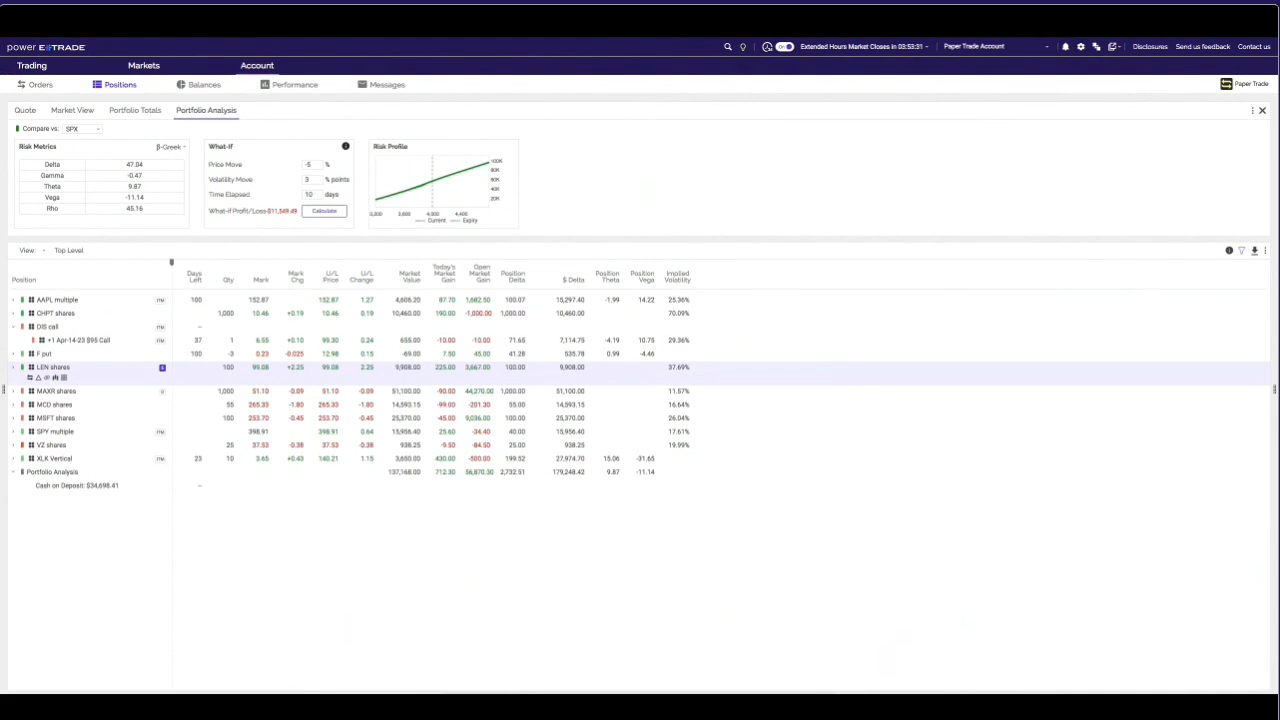 power E*TRADE
On
Extended Hours Market Closes in 03:53:31
Paper Trade Account
Disclosures
Send us feedback
Contact us
Trading
Markets
Account
Orders
Positions
Balances
Performance
Messages
Paper Trade
Quote
Market View
Portfolio Totals
Portfolio Analysis
Compare vs: SPX
Risk Metrics
β-Greek
Delta 47.04
Gamma -0.47
Theta 9.87
Vega -11.14
Rho 45.16
What-If
Price Move -5 %
Volatility Move 3 % points
Time Elapsed 10 days
What-if Profit/Loss-$11,549.49 Calculate
Risk Profile
100K
80K
60K
40K
20K
3,200 3,600 4,000 4,400
Current Expiry
View: - Top Level
Position
Days Left
Qty
Mark
Mark Chg
U/L Price
U/L Change
Market Value
Today's Market Gain
Open Market Gain
Position Delta
$ Delta
Position Theta
Position Vega
Implied Volatility
AAPL multiple 100 152.87 152.87 1.27 4,606.20 87.70 1,682.50 100.07 15,297.40 -1.99 14.22 25.36%
CHPT shares 1,000 10.46 +0.19 10.46 0.19 10,460.00 190.00 -1,000.00 1,000.00 10,460.00 70.09%
DIS call --
+1 Apr-14-23 $95 Call 37 1 6.55 +0.10 99.30 0.24 655.00 -10.00 -10.00 71.65 7,114.75 -4.19 10.75 29.36%
F put 100 -3 0.23 -0.025 12.98 0.15 -69.00 7.50 45.00 41.28 535.78 0.99 -4.46
LEN shares 100 99.08 +2.25 99.08 2.25 9,908.00 225.00 3,667.00 100.00 9,908.00 37.69%
MAXR shares 1,000 51.10 -0.09 51.10 -0.09 51,100.00 -90.00 44,270.00 1,000.00 51,100.00 11.57%
MCD shares 55 265.33 -1.80 265.33 -1.80 14,593.15 -99.00 -201.30 55.00 14,593.15 16.64%
MSFT shares 100 253.70 -0.45 253.70 -0.45 25,370.00 -45.00 9,036.00 100.00 25,370.00 26.04%
SPY multiple 398.91 398.91 0.64 15,956.40 25.60 -34.40 40.00 15,956.40 17.61%
VZ shares 25 37.53 -0.38 37.53 -0.38 938.25 -9.50 -84.50 25.00 938.25 19.99%
XLK Vertical 23 10 3.65 +0.43 140.21 1.15 3,650.00 430.00 -500.00 199.52 27,974.70 15.06 -31.65
Portfolio Analysis 137,168.00 712.30 56,870.30 2,732.51 179,248.42 9.87 -11.14
Cash on Deposit: $34,698.41 --